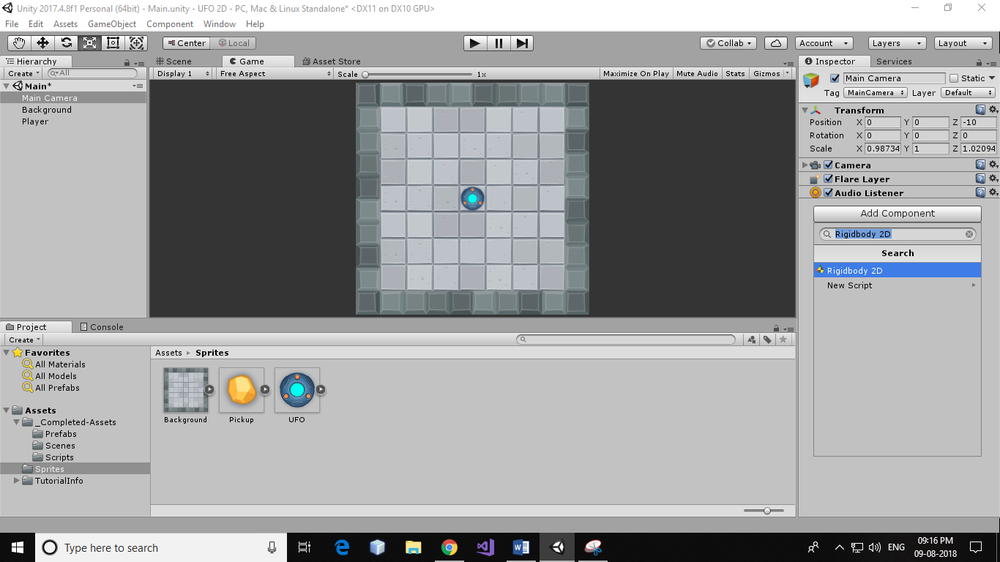 Unity 2017.4.8f1 Personal (64bit) - Main.unity - UFO 2D - PC, Mac & Linux Standalone* <DX11 on DX10 GPU>
File Edit Assets GameObject Component Window Help
Center Local Collab Account Layers Layout
Hierarchy
Create All
Main*
Main Camera
Background
Player
Scene Game Asset Store
Display 1 Free Aspect Scale 1x Maximize On Play Mute Audio Stats Gizmos
Inspector Services
Main Camera Static
Tag MainCamera Layer Default
Transform
Position X 0 Y 0 Z -10
Rotation X 0 Y 0 Z 0
Scale X 0.98734 Y 1 Z 1.02094
Camera
Flare Layer
Audio Listener
Add Component
Rigidbody 2D
Search
Rigidbody 2D
New Script
Project Console
Create
Favorites
All Materials
All Models
All Prefabs
Assets
_Completed-Assets
Prefabs
Scenes
Scripts
Sprites
TutorialInfo
Assets Sprites
Background Pickup UFO
Type here to search
ENG
09:16 PM
09-08-2018